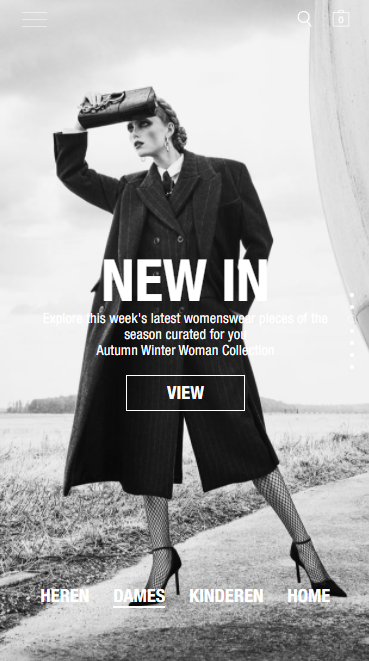 0
NEW IN
Explore this week's latest womenswear pieces of the
season curated for you
Autumn Winter Woman Collection
VIEW
HEREN DAMES KINDEREN HOME